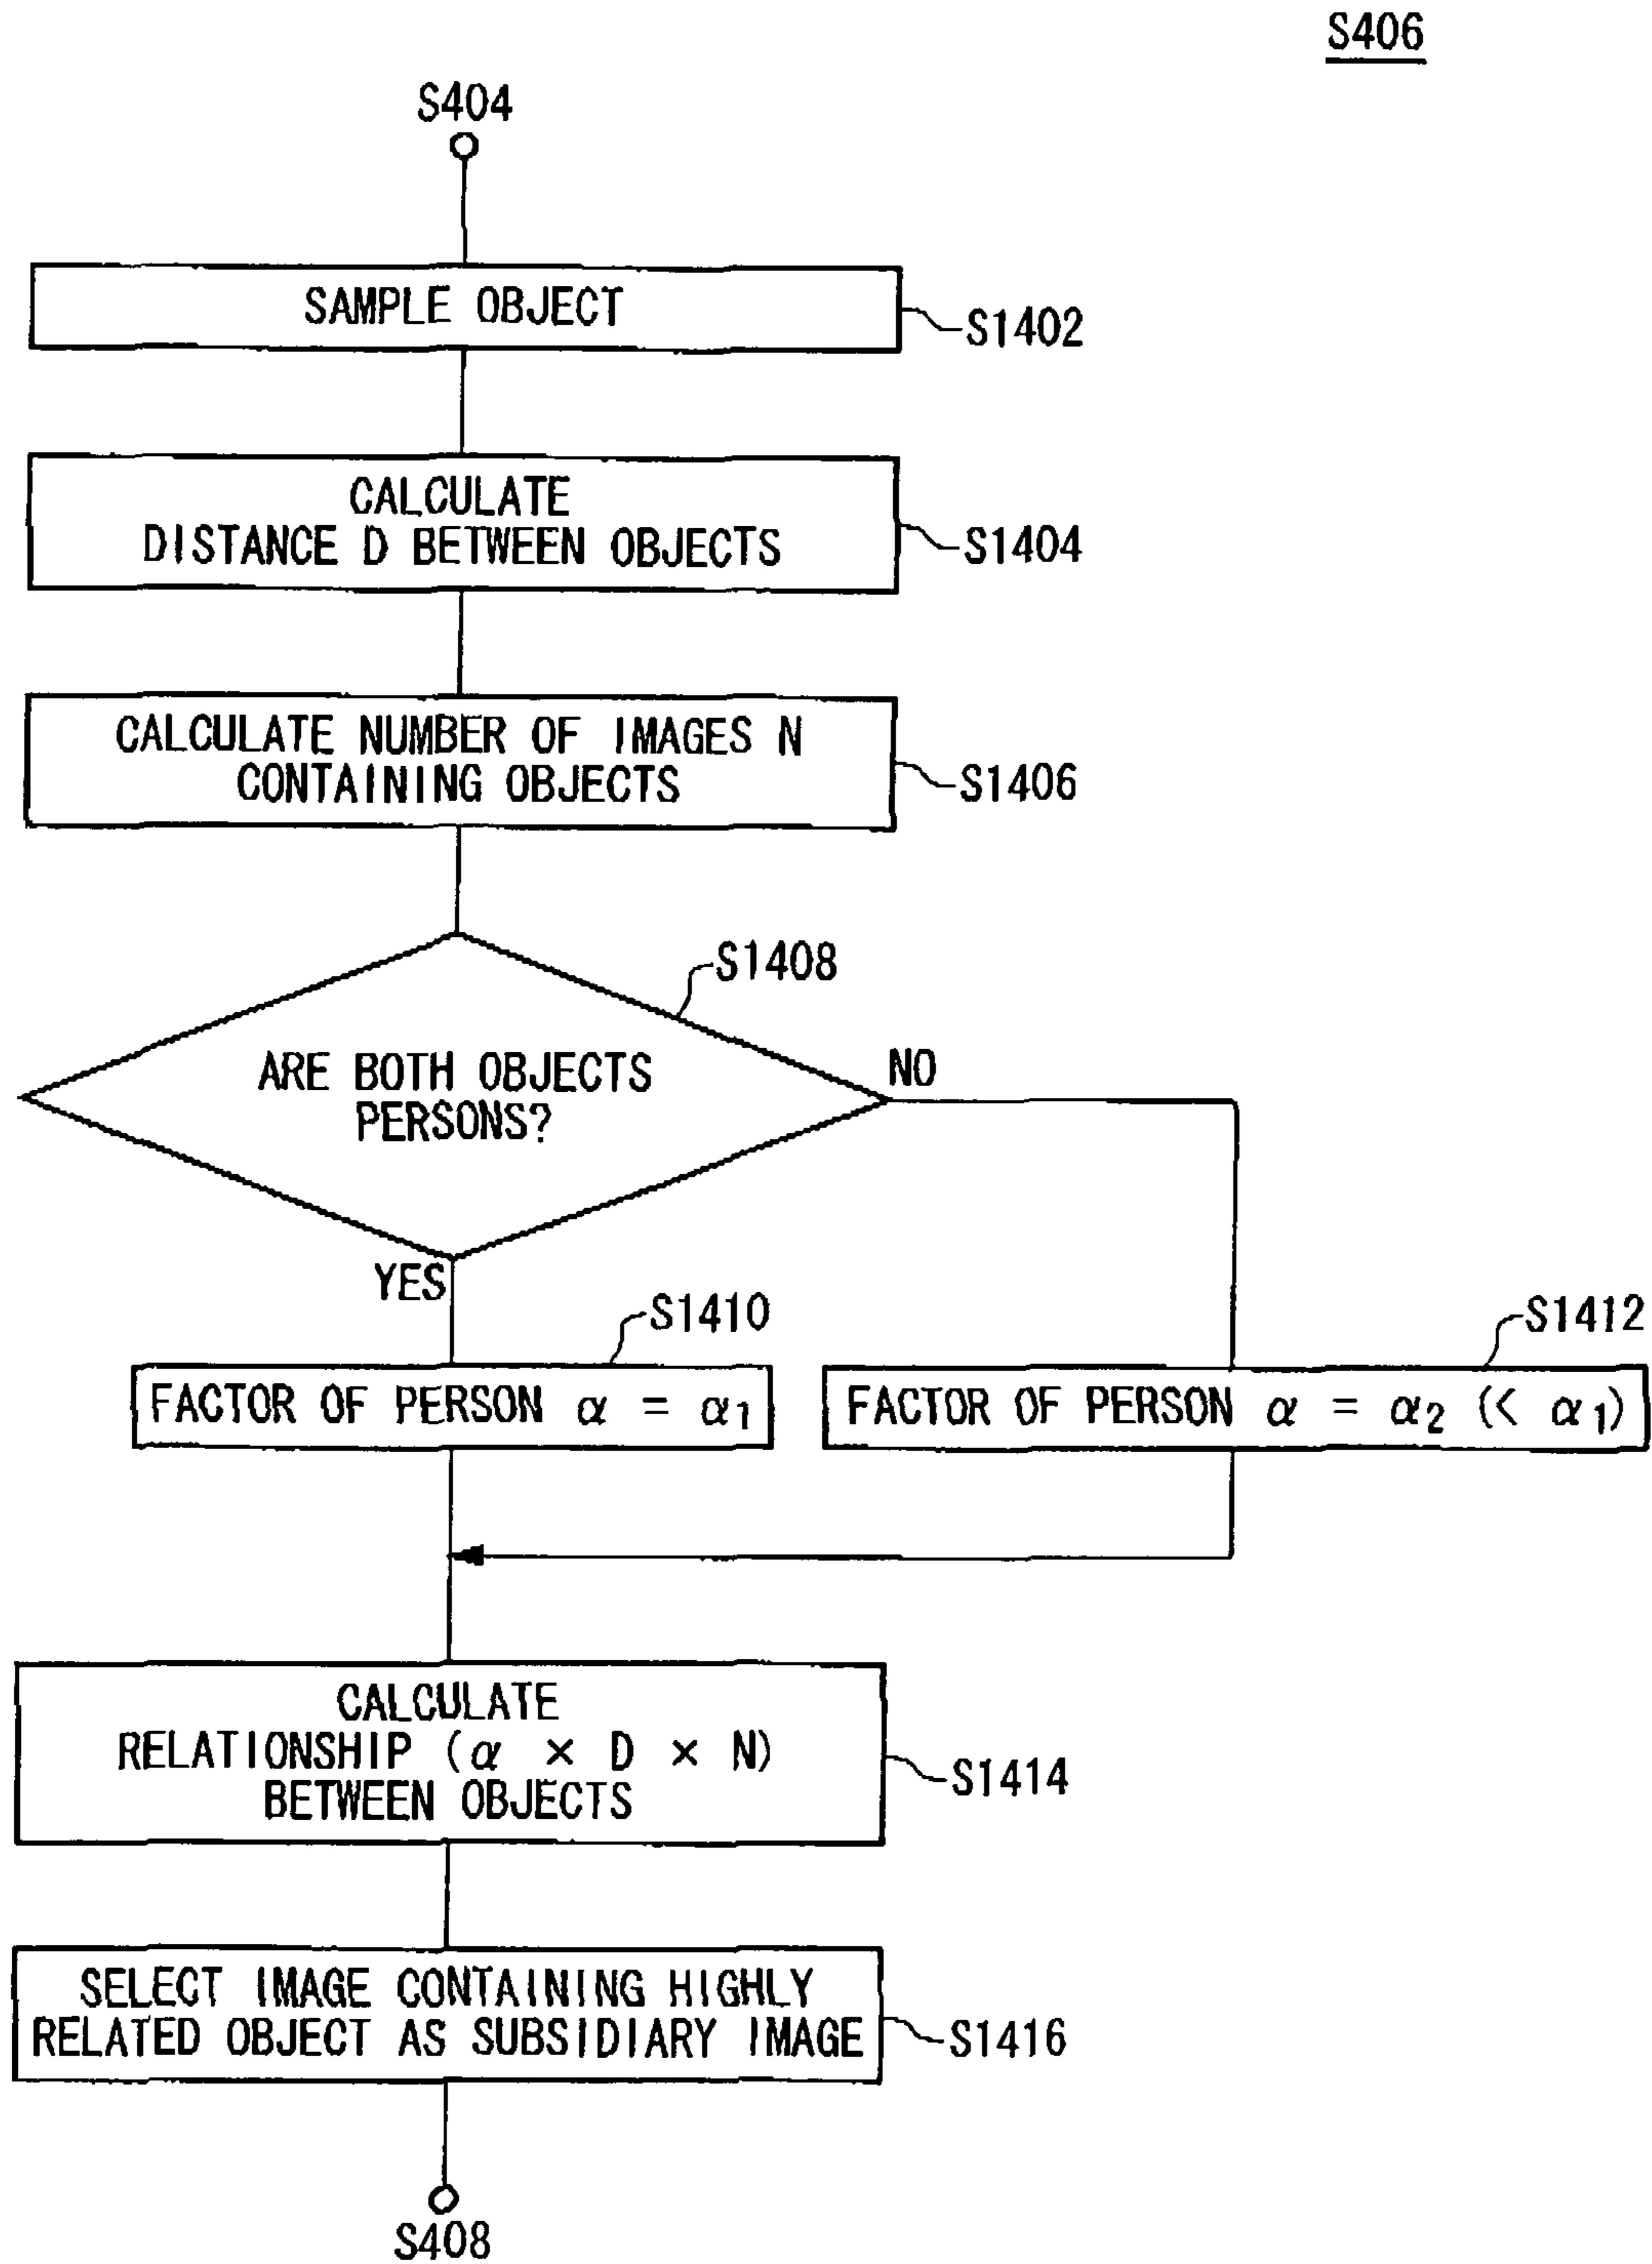 S406
S404
SAMPLE OBJECT
S1402
CALCULATE
DISTANCE D BETWEEN OBJECTS
S1404
CALCULATE NUMBER OF IMAGES N
CONTAINING OBJECTS
S1406
S1408
ARE BOTH OBJECTS
PERSONS?
NO
YES
S1410
FACTOR OF PERSON α = α1
S1412
FACTOR OF PERSON α = α2 (< α1)
CALCULATE
RELATIONSHIP (α × D × N)
BETWEEN OBJECTS
S1414
SELECT IMAGE CONTAINING HIGHLY
RELATED OBJECT AS SUBSIDIARY IMAGE
S1416
S408